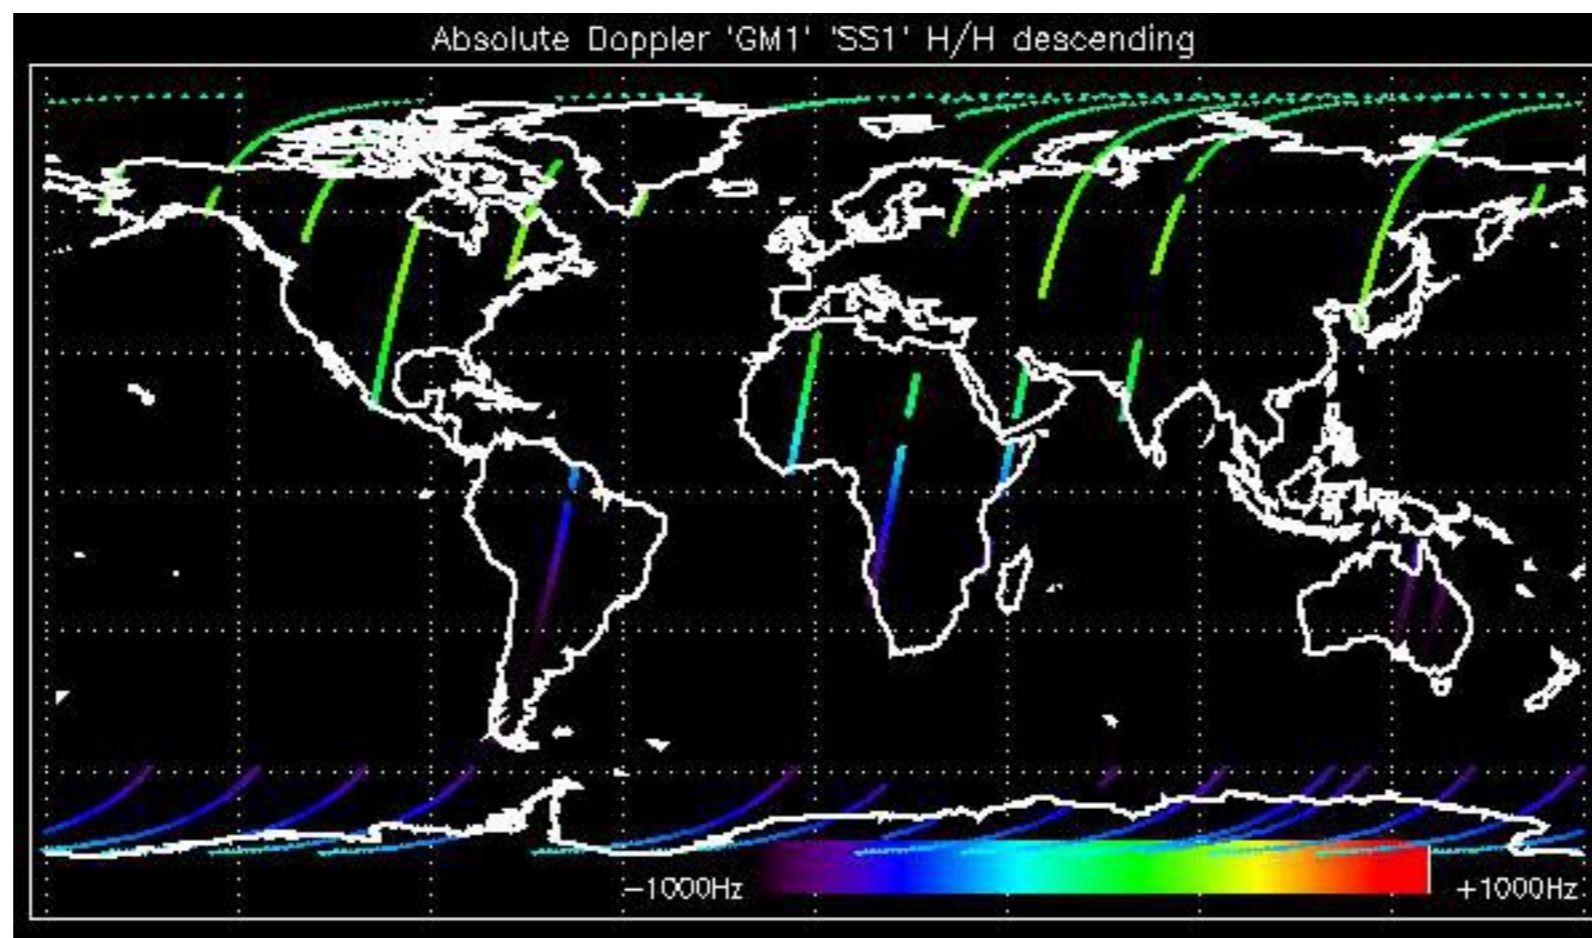 Absolute Doppler 'GM1' 'SS1' H/H descending
-1000Hz
+1000Hz